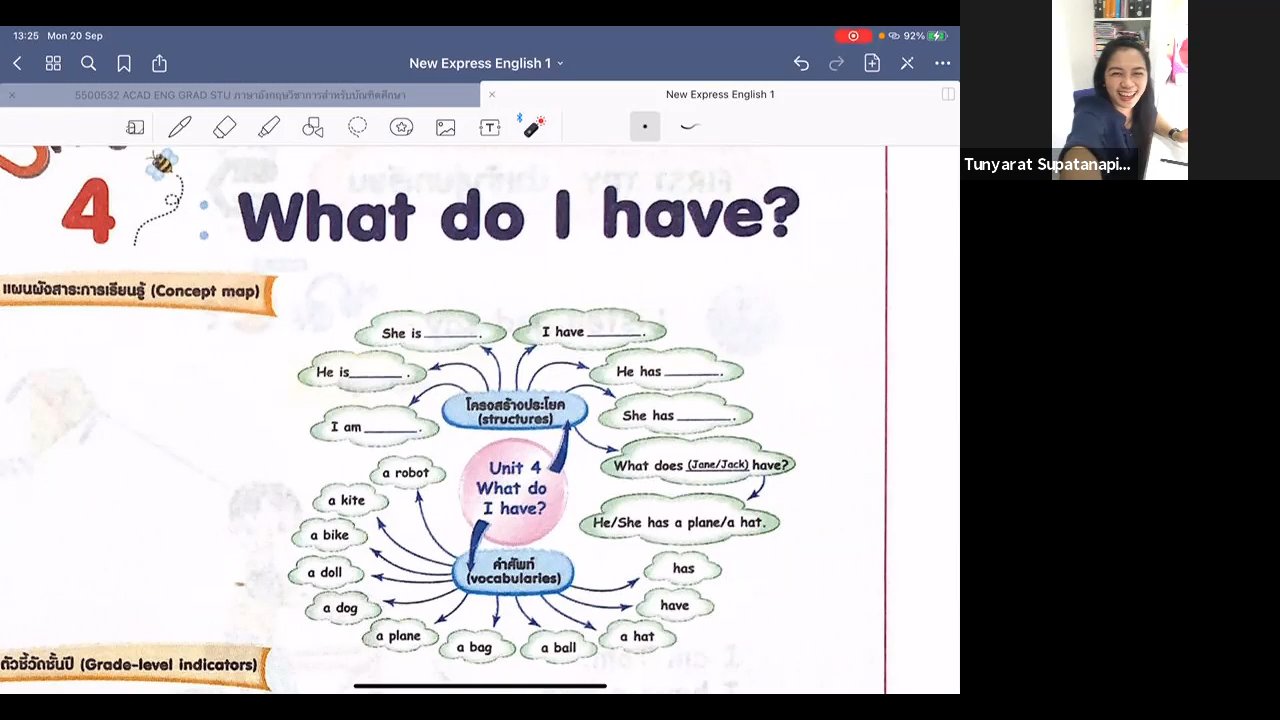 13:25 Mon 20 Sep
92%
New Express English 1
5500532 ACAD ENG GRAD STU ภาษาอังกฤษวิชาการสำหรับบัณฑิตศึกษา
New Express English 1
Tunyarat Supatanapi...
4 : What do I have?
แผนผังสาระการเรียนรู้ (Concept map)
She is ______.
I have ______.
He is______.
He has ______.
I am ______.
She has ______.
โครงสร้างประโยค
(structures)
What does (Jane/Jack) have?
He/She has a plane/a hat.
Unit 4
What do
I have?
a robot
a kite
a bike
a doll
a dog
a plane
a bag
a ball
a hat
have
has
คำศัพท์
(vocabularies)
ตัวชี้วัดชั้นปี (Grade-level indicators)